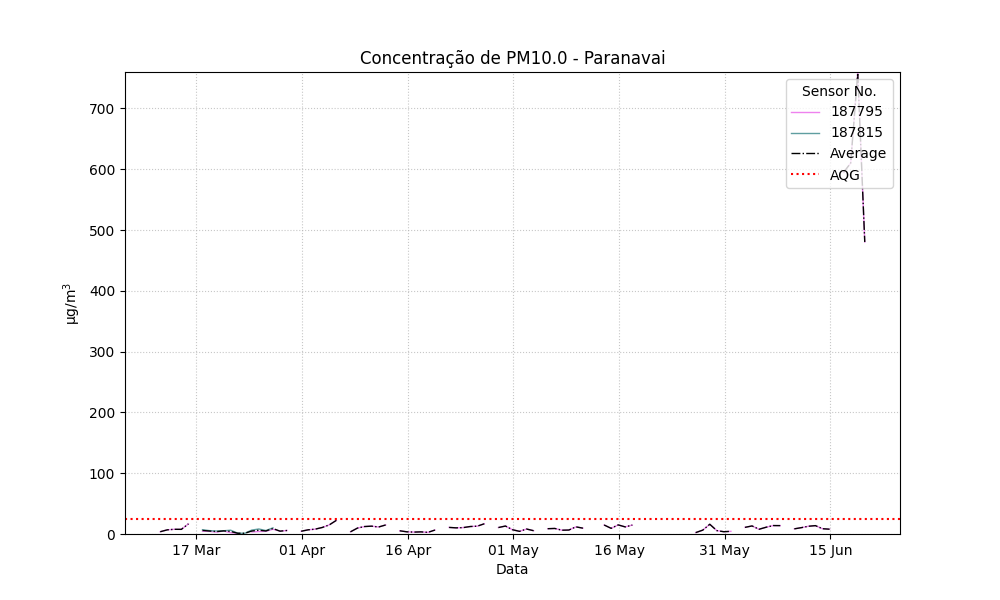 Concentração de PM10.0 - Paranavai
Sensor No.
187795
187815
Average
AQG
700
600
500
400
300
200
100
0
µg/m³
17 Mar
01 Apr
16 Apr
01 May
16 May
31 May
15 Jun
Data